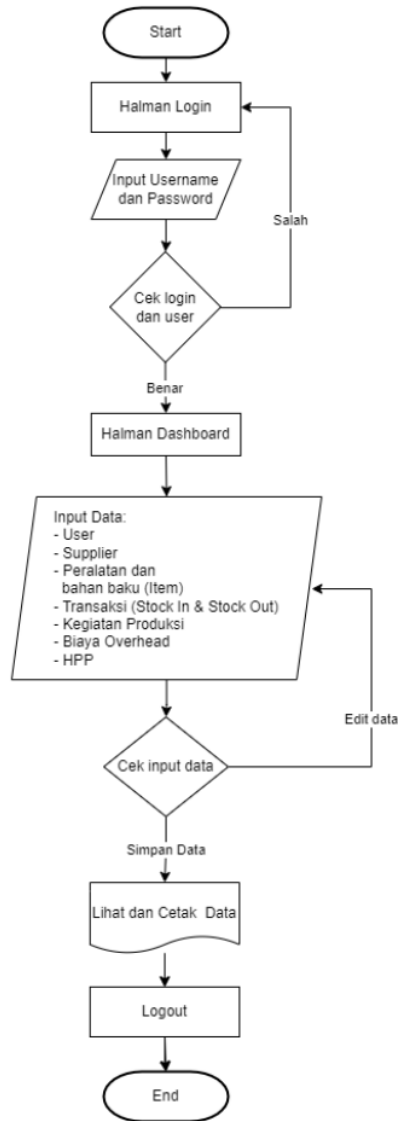 Start
Halman Login
Input Username
dan Password
Salah
Cek login
dan user
Benar
Halman Dashboard
Input Data:
- User
- Supplier
- Peralatan dan
bahan baku (Item)
- Transaksi (Stock In & Stock Out)
- Kegiatan Produksi
- Biaya Overhead
- HPP
Edit data
Cek input data
Simpan Data
Lihat dan Cetak Data
Logout
End